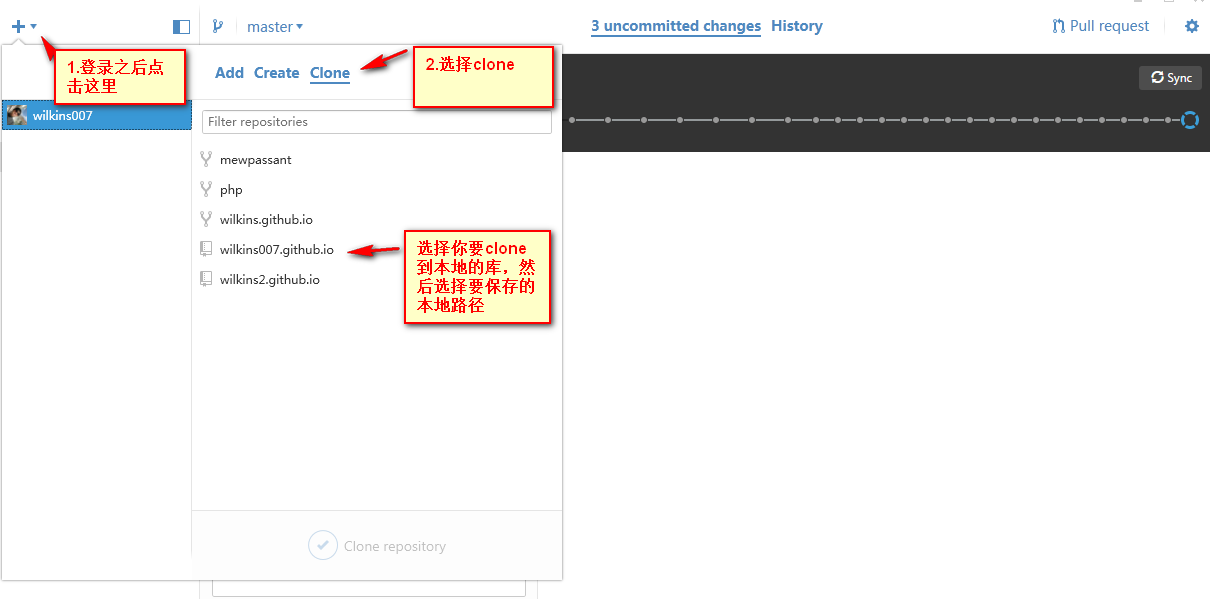 master
3 uncommitted changes
History
Pull request
1.登录之后点
击这里
Add
Create
Clone
2.选择clone
Sync
wilkins007
Filter repositories
mewpassant
php
wilkins.github.io
wilkins007.github.io
wilkins2.github.io
选择你要clone
到本地的库，然
后选择要保存的
本地路径
Clone repository